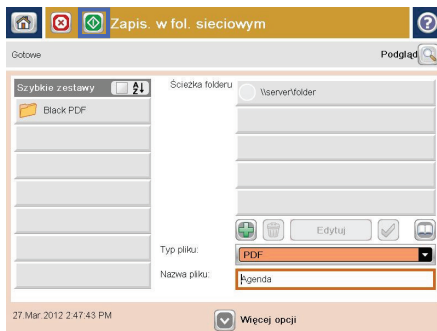 Zapis. w fol. sieciowym
Gotowe
Podgląd
Szybkie zestawy
Black PDF
Ścieżka folderu
\\server\folder
Edytuj
Typ pliku:
PDF
Nazwa pliku:
Agenda
27.Mar.2012 2:47:43 PM
Więcej opcji